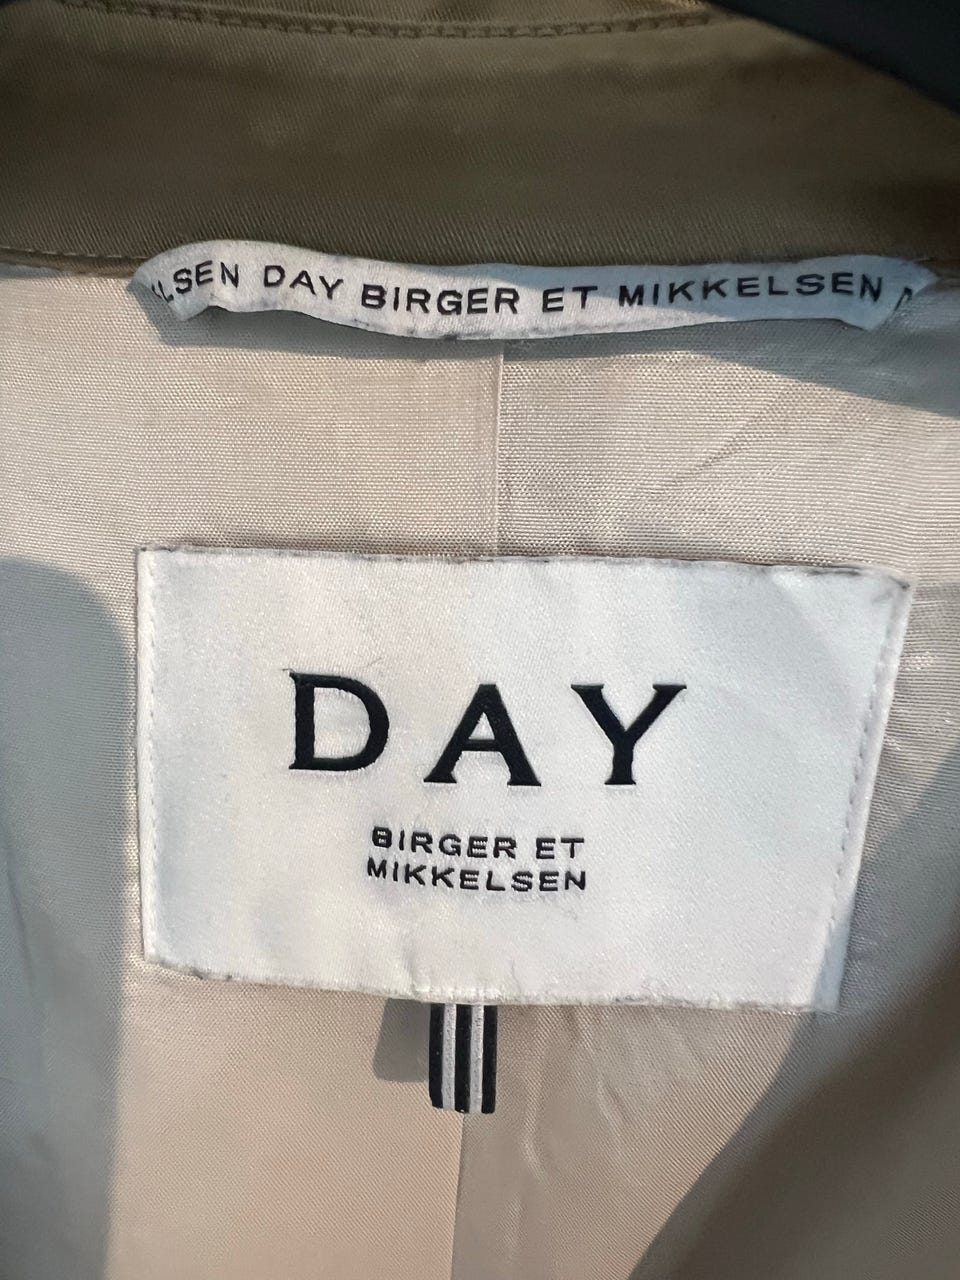 LSEN DAY BIRGER ET MIKKELSEN D
DAY
BIRGER ET
MIKKELSEN